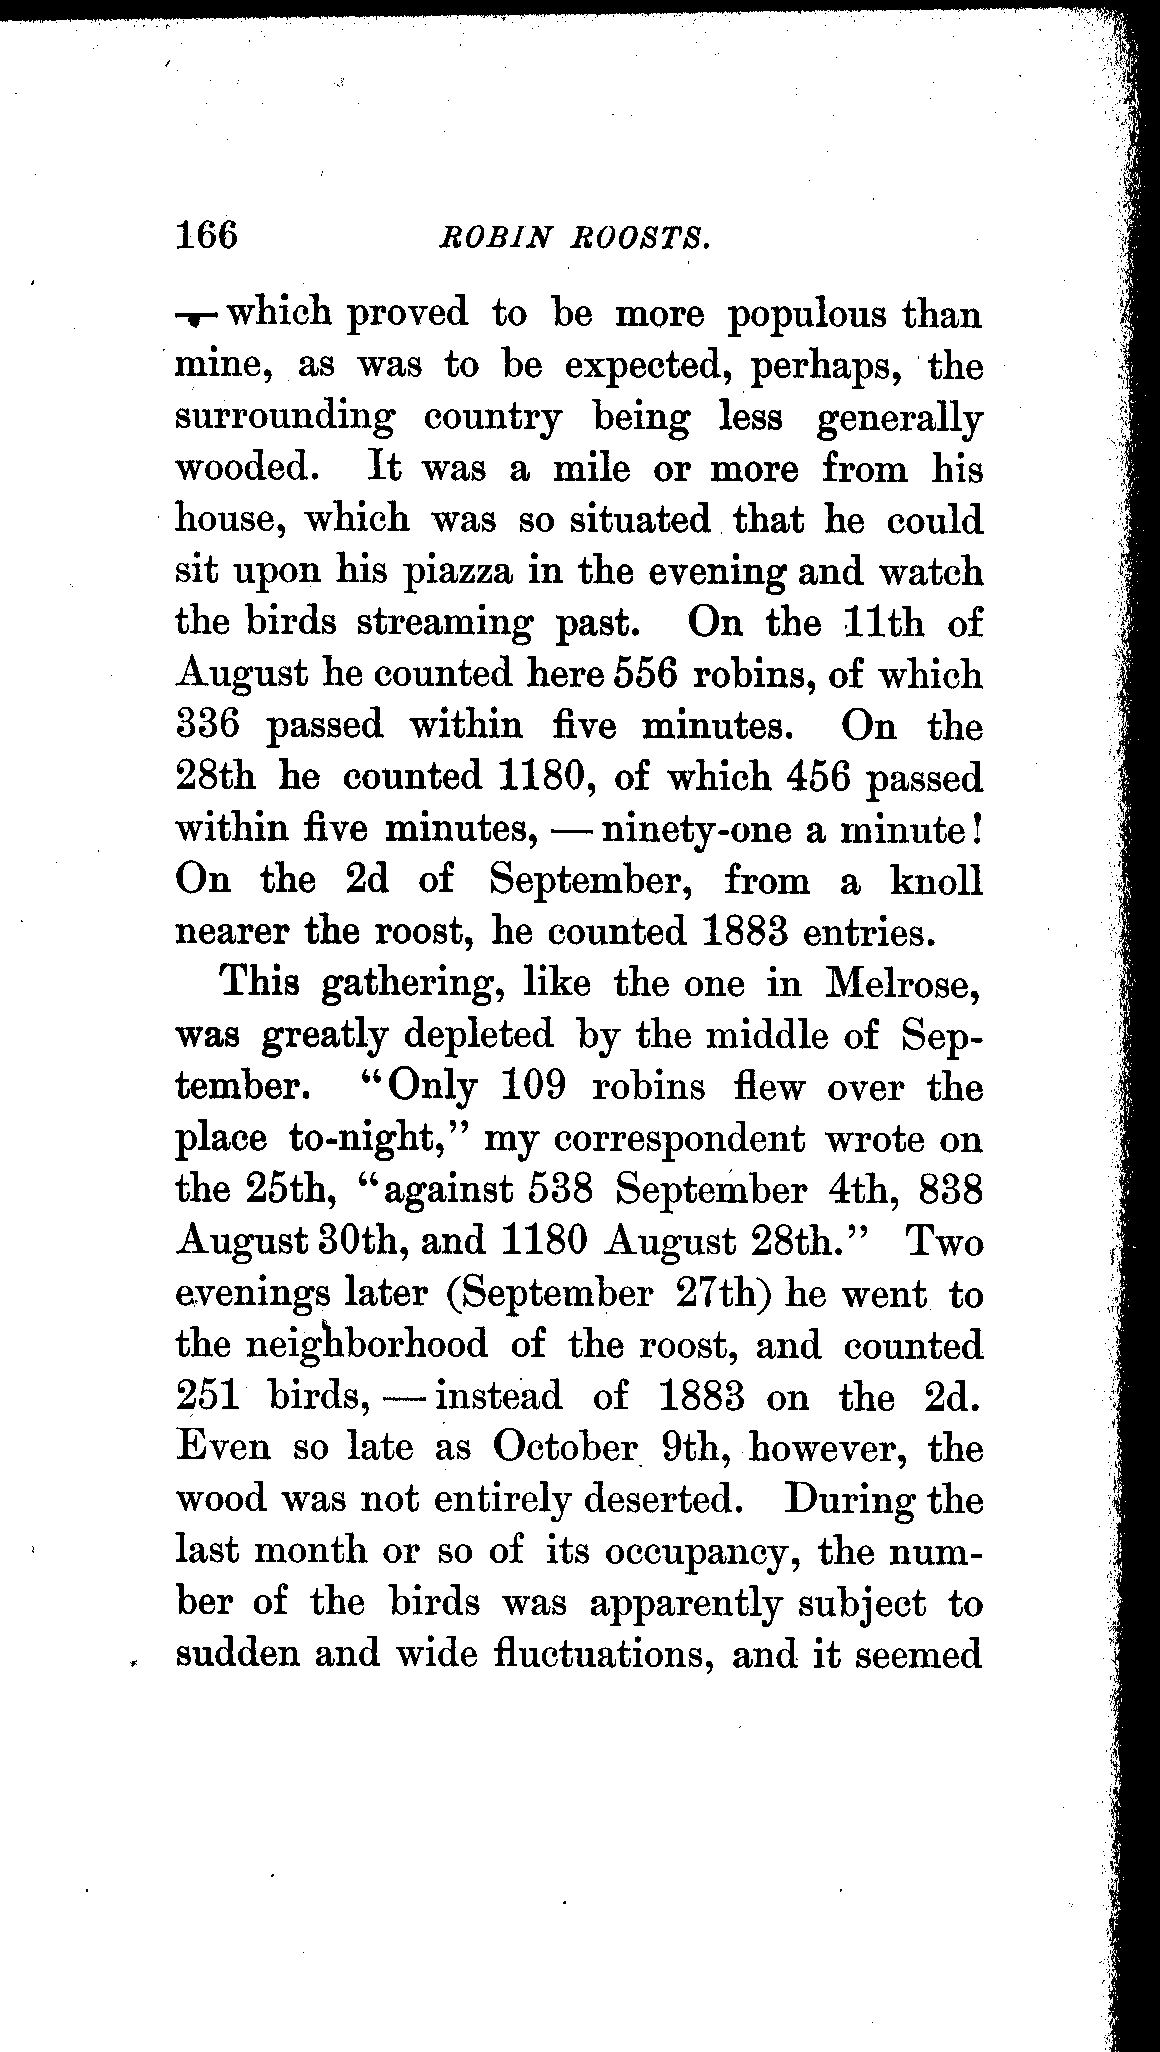 166 ROBIN ROOSTS.
— which proved to be more populous than
mine, as was to be expected, perhaps, the
surrounding country being less generally
wooded. It was a mile or more from his
house, which was so situated that he could
sit upon his piazza in the evening and watch
the birds streaming past. On the 11th of
August he counted here 556 robins, of which
336 passed within five minutes. On the
28th he counted 1180, of which 456 passed
within five minutes, — ninety-one a minute!
On the 2d of September, from a knoll
nearer the roost, he counted 1883 entries.
This gathering, like the one in Melrose,
was greatly depleted by the middle of Sep-
tember. "Only 109 robins flew over the
place to-night," my correspondent wrote on
the 25th, "against 538 September 4th, 838
August 30th, and 1180 August 28th." Two
evenings later (September 27th) he went to
the neighborhood of the roost, and counted
251 birds, — instead of 1883 on the 2d.
Even so late as October 9th, however, the
wood was not entirely deserted. During the
last month or so of its occupancy, the num-
ber of the birds was apparently subject to
sudden and wide fluctuations, and it seemed